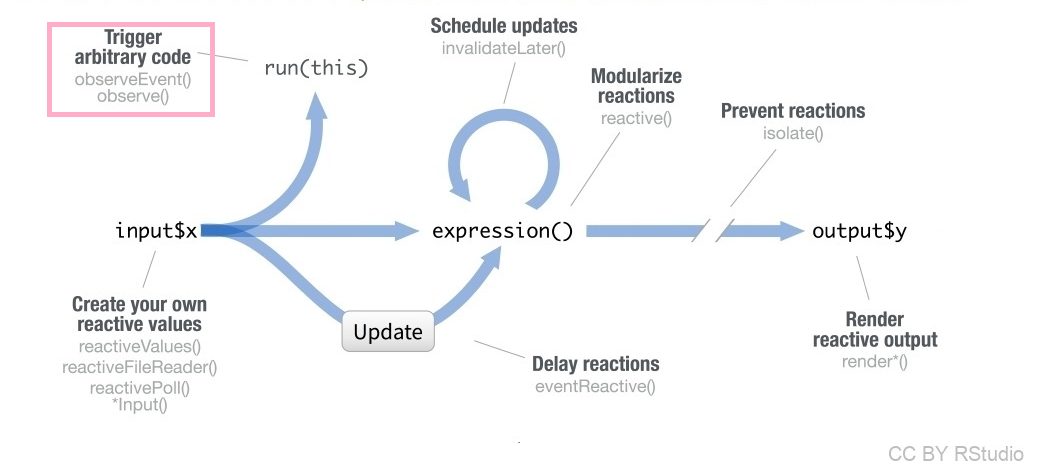 Trigger
arbitrary code
observeEvent()
observe()
run(this)
Schedule updates
invalidateLater()
Modularize
reactions
reactive()
Prevent reactions
isolate()
input$x
expression()
output$y
Create your own
reactive values
reactiveValues()
reactiveFileReader()
reactivePoll()
*Input()
Update
Delay reactions
eventReactive()
Render
reactive output
render*()
CC BY RStudio